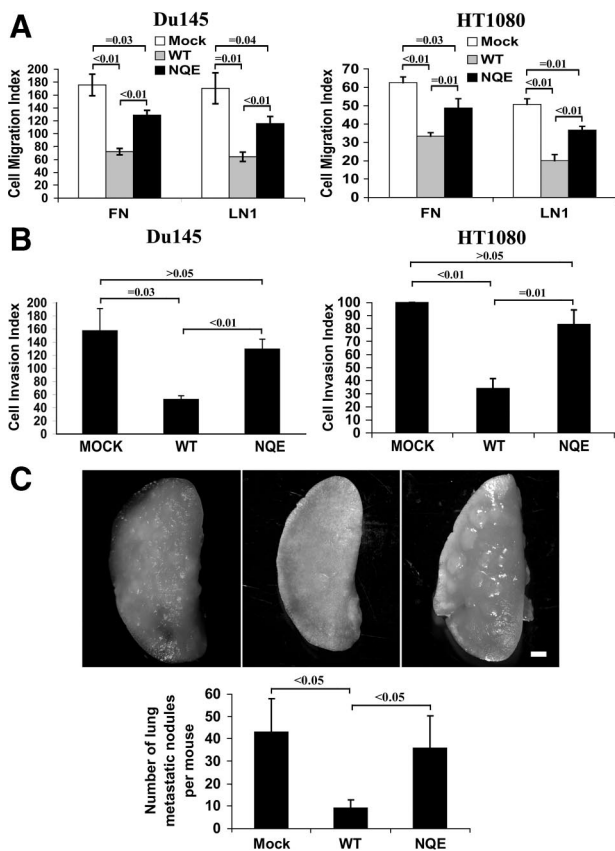 A
Du145
Cell Migration Index
200
180
160
140
120
100
80
60
40
20
0
=0.03
<0.01
<0.01
=0.04
=0.01
<0.01
Mock
WT
NQE
FN
LN1
HT1080
Cell Migration Index
70
60
50
40
30
20
10
0
=0.03
<0.01
=0.01
=0.01
<0.01
<0.01
Mock
WT
NQE
FN
LN1
B
Du145
Cell Invasion Index
200
180
160
140
120
100
80
60
40
20
0
>0.05
=0.03
<0.01
MOCK
WT
NQE
HT1080
Cell Invasion Index
100
90
80
70
60
50
40
30
20
10
0
>0.05
<0.01
=0.01
MOCK
WT
NQE
C
Number of lung
metastatic nodules
per mouse
60
50
40
30
20
10
0
<0.05
<0.05
Mock
WT
NQE